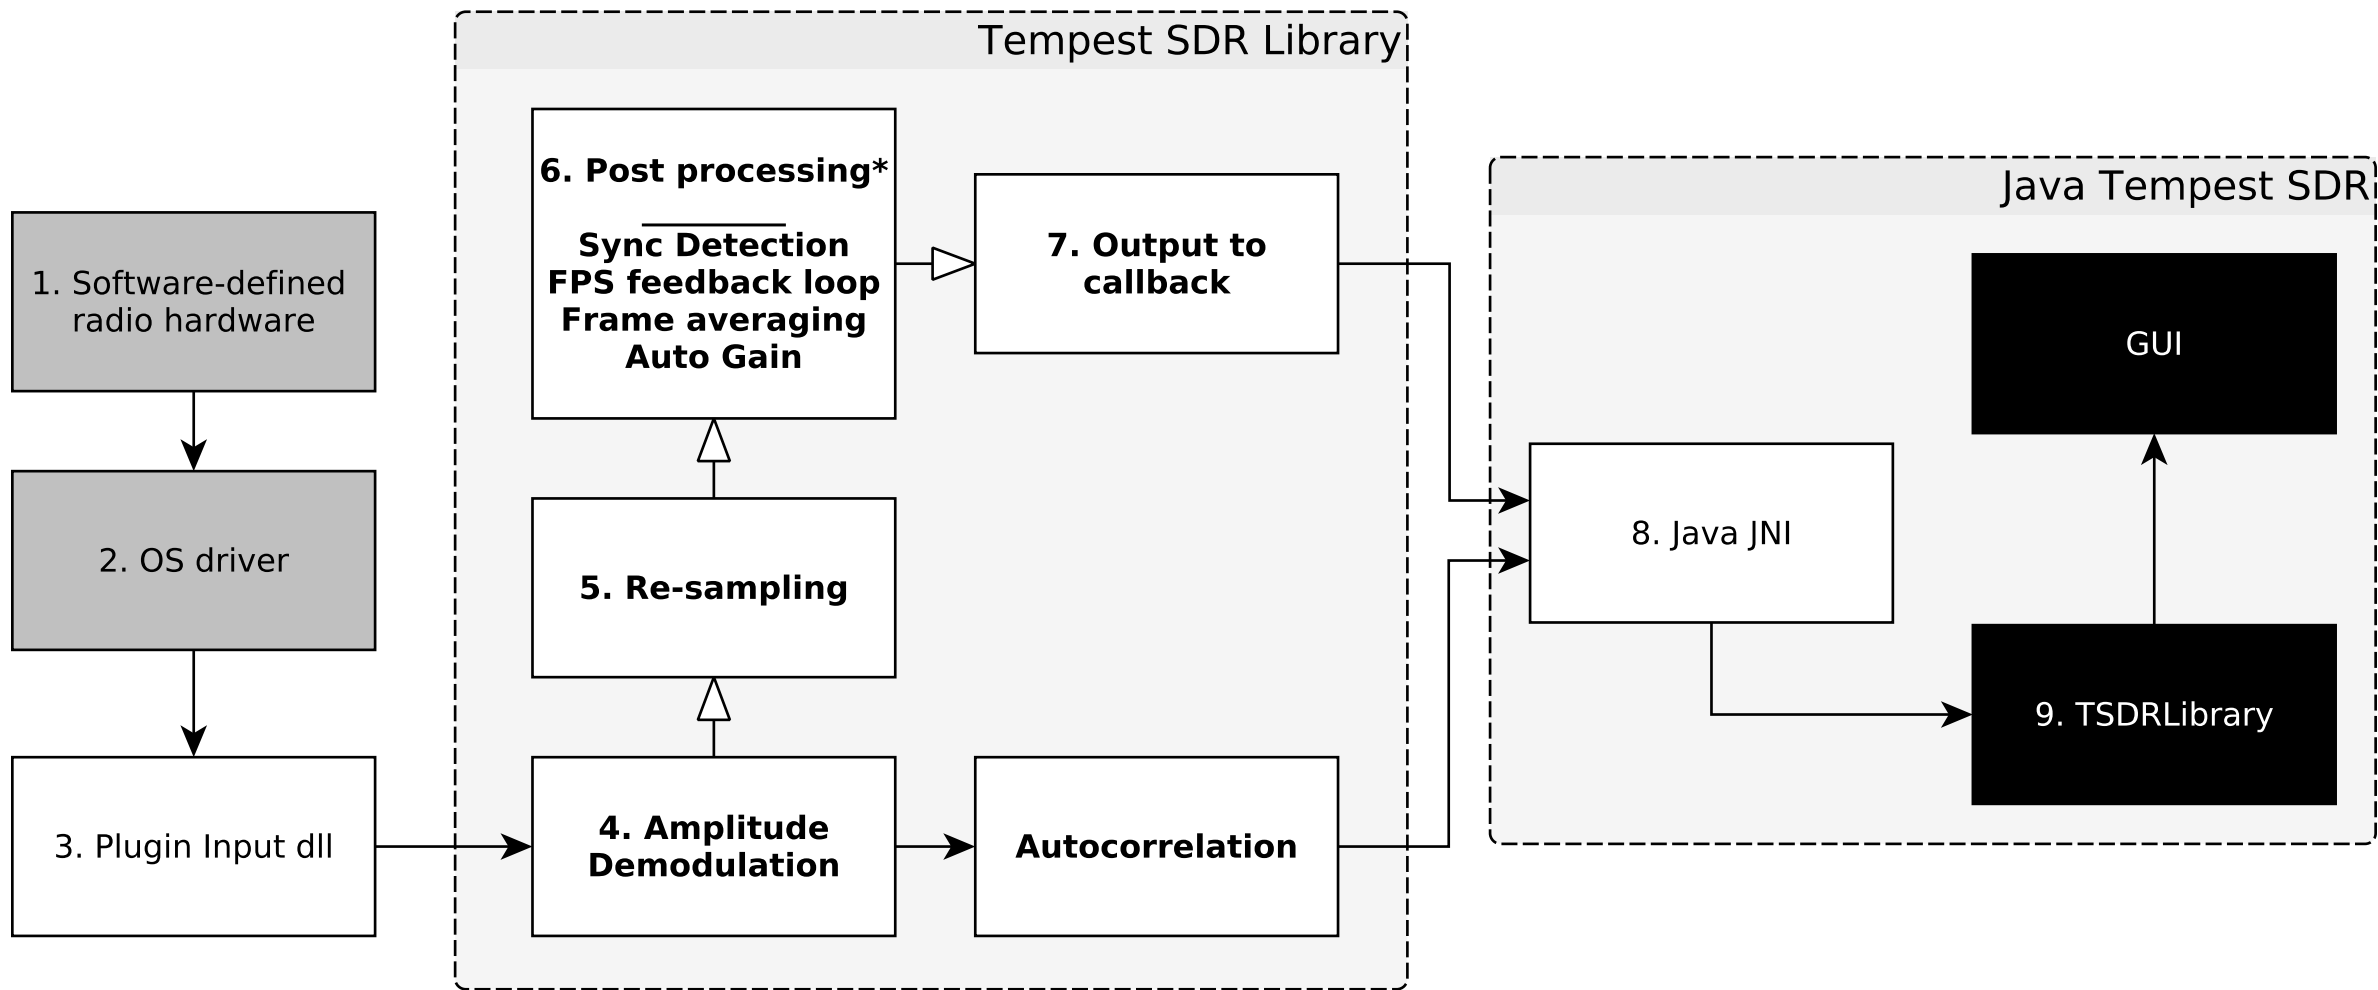 Tempest SDR Library
1. Software-defined
radio hardware
2. OS driver
3. Plugin Input dll
6. Post processing*
Sync Detection
FPS feedback loop
Frame averaging
Auto Gain
7. Output to
callback
5. Re-sampling
4. Amplitude
Demodulation
Autocorrelation
Java Tempest SDR
GUI
8. Java JNI
9. TSDRLibrary